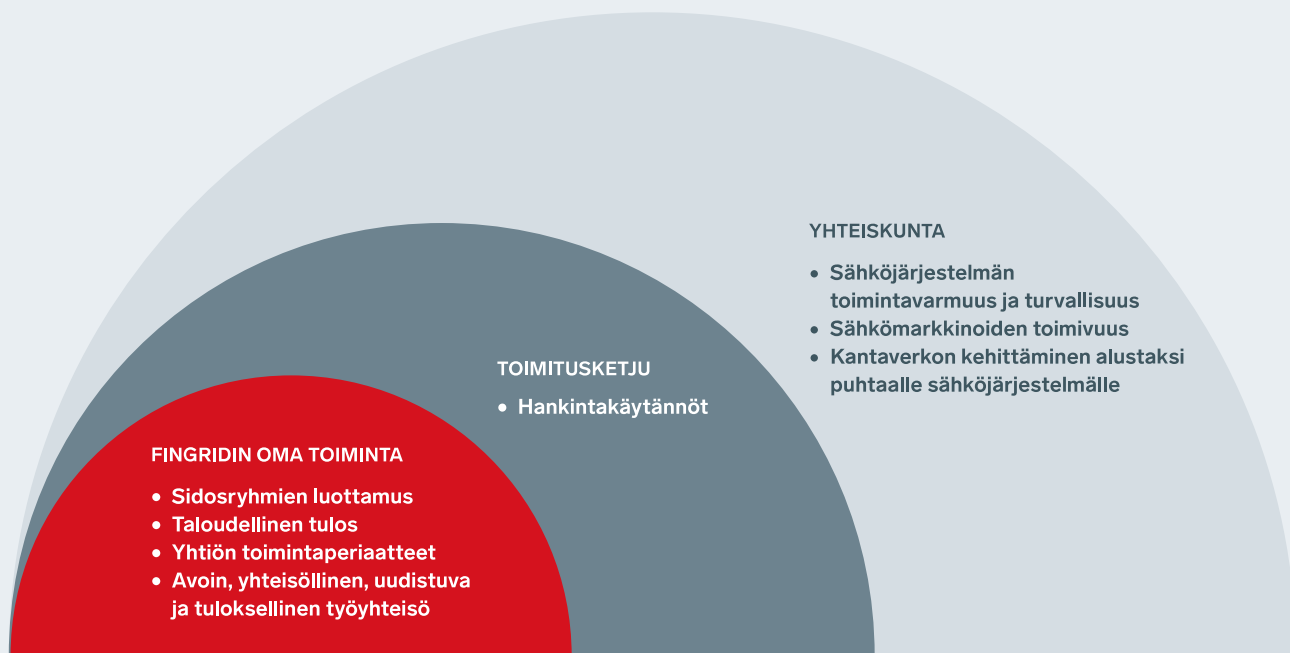 YHTEISKUNTA
• Sähköjärjestelmän
toimintavarmuus ja turvallisuus
• Sähkömarkkinoiden toimivuus
• Kantaverkon kehittäminen alustaksi
puhtaalle sähköjärjestelmälle
TOIMITUSKETJU
• Hankintakäytännöt
FINGRIDIN OMA TOIMINTA
• Sidosryhmien luottamus
• Taloudellinen tulos
• Yhtiön toimintaperiaatteet
• Avoin, yhteisöllinen, uudistuva
ja tuloksellinen työyhteisö